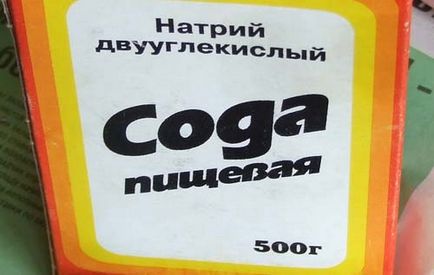 Натрий
двууглекислый
Сода
пищевая
500г